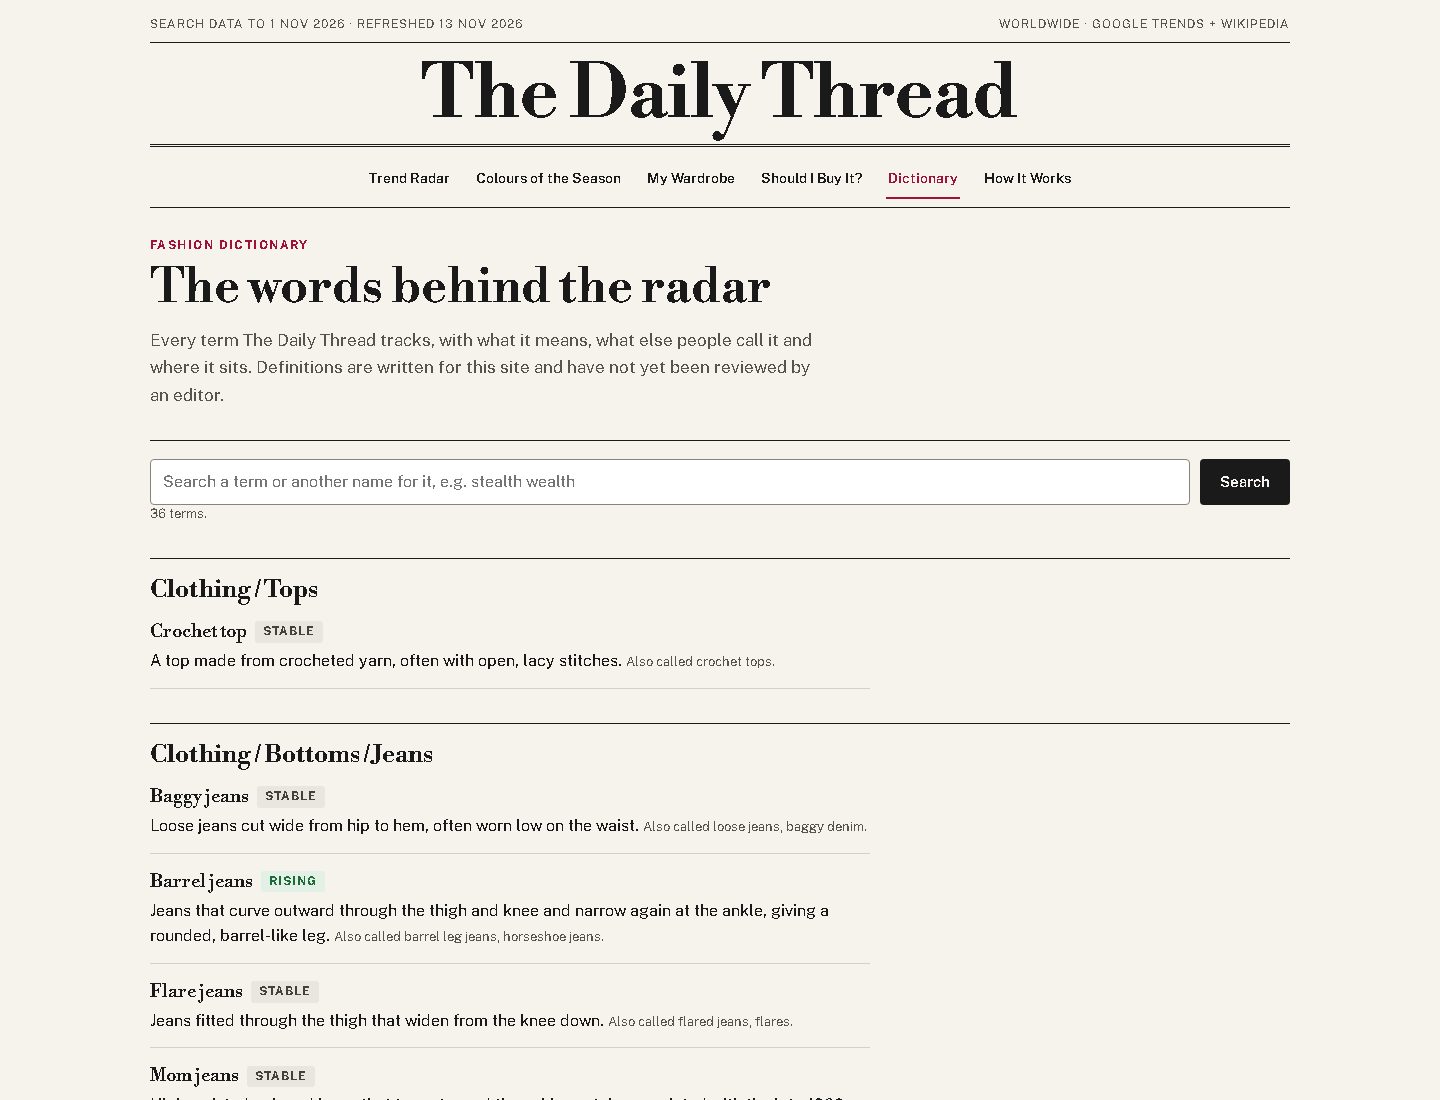 SEARCH DATA TO 1 NOV 2026 · REFRESHED 13 NOV 2026
WORLDWIDE · GOOGLE TRENDS + WIKIPEDIA
The Daily Thread
Trend Radar
Colours of the Season
My Wardrobe
Should I Buy It?
Dictionary
How It Works
FASHION DICTIONARY
The words behind the radar
Every term The Daily Thread tracks, with what it means, what else people call it and
where it sits. Definitions are written for this site and have not yet been reviewed by
an editor.
Search a term or another name for it, e.g. stealth wealth
Search
36 terms.
Clothing / Tops
Crochet top STABLE
A top made from crocheted yarn, often with open, lacy stitches. Also called crochet tops.
Clothing / Bottoms / Jeans
Baggy jeans STABLE
Loose jeans cut wide from hip to hem, often worn low on the waist. Also called loose jeans, baggy denim.
Barrel jeans RISING
Jeans that curve outward through the thigh and knee and narrow again at the ankle, giving a
rounded, barrel-like leg. Also called barrel leg jeans, horseshoe jeans.
Flare jeans STABLE
Jeans fitted through the thigh that widen from the knee down. Also called flared jeans, flares.
Mom jeans STABLE